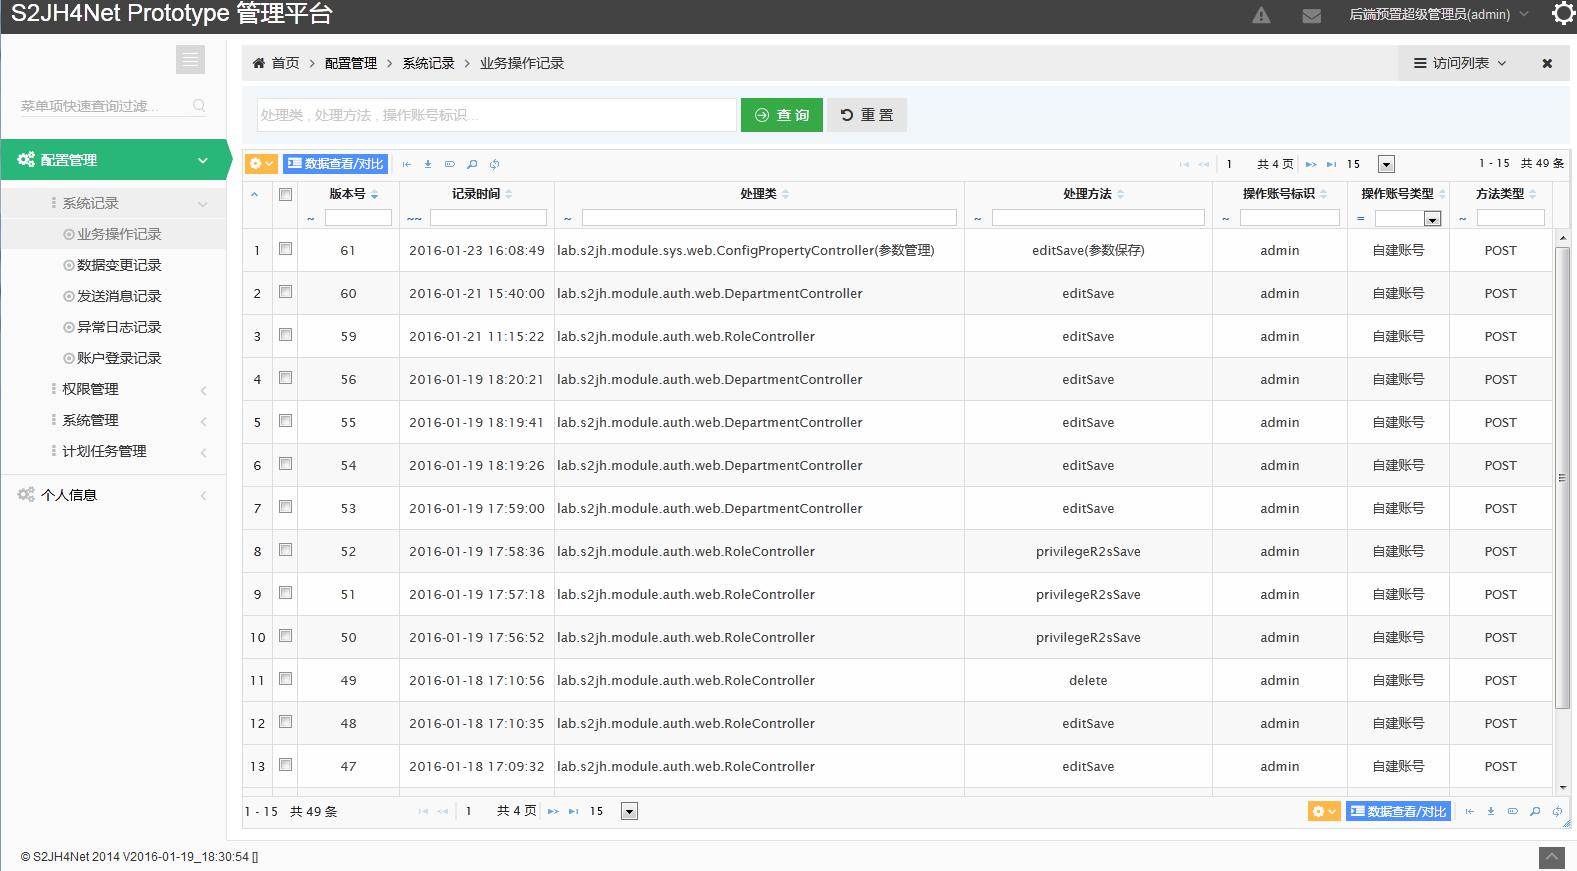 S2JH4Net Prototype 管理平台
后端预置超级管理员(admin)
首页 > 配置管理 > 系统记录 > 业务操作记录
访问列表
菜单项快速查询过滤...
处理类 , 处理方法 , 操作账号标识...
查 询
重 置
配置管理
系统记录
业务操作记录
数据变更记录
发送消息记录
异常日志记录
账户登录记录
权限管理
系统管理
计划任务管理
个人信息
数据查看/对比
1 共 4 页 15
1 - 15 共 49 条
版本号 记录时间 处理类 处理方法 操作账号标识 操作账号类型 方法类型
~ ~~ ~ ~ ~ = ~
1 61 2016-01-23 16:08:49 lab.s2jh.module.sys.web.ConfigPropertyController(参数管理) editSave(参数保存) admin 自建账号 POST
2 60 2016-01-21 15:40:00 lab.s2jh.module.auth.web.DepartmentController editSave admin 自建账号 POST
3 59 2016-01-21 11:15:22 lab.s2jh.module.auth.web.RoleController editSave admin 自建账号 POST
4 56 2016-01-19 18:20:21 lab.s2jh.module.auth.web.DepartmentController editSave admin 自建账号 POST
5 55 2016-01-19 18:19:41 lab.s2jh.module.auth.web.DepartmentController editSave admin 自建账号 POST
6 54 2016-01-19 18:19:26 lab.s2jh.module.auth.web.DepartmentController editSave admin 自建账号 POST
7 53 2016-01-19 17:59:00 lab.s2jh.module.auth.web.DepartmentController editSave admin 自建账号 POST
8 52 2016-01-19 17:58:36 lab.s2jh.module.auth.web.RoleController privilegeR2sSave admin 自建账号 POST
9 51 2016-01-19 17:57:18 lab.s2jh.module.auth.web.RoleController privilegeR2sSave admin 自建账号 POST
10 50 2016-01-19 17:56:52 lab.s2jh.module.auth.web.RoleController privilegeR2sSave admin 自建账号 POST
11 49 2016-01-18 17:10:56 lab.s2jh.module.auth.web.RoleController delete admin 自建账号 POST
12 48 2016-01-18 17:10:35 lab.s2jh.module.auth.web.RoleController editSave admin 自建账号 POST
13 47 2016-01-18 17:09:32 lab.s2jh.module.auth.web.RoleController editSave admin 自建账号 POST
1 - 15 共 49 条
1 共 4 页 15
数据查看/对比
© S2JH4Net 2014 V2016-01-19_18:30:54 []